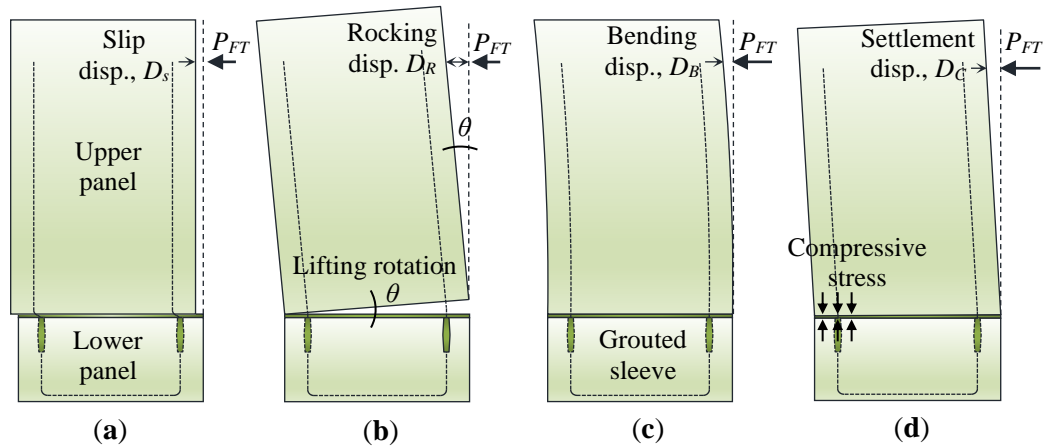 Slip
disp., Ds
PFT
Upper
panel
Lower
panel
(a)
Rocking
disp. DR
PFT
θ
Lifting rotation
θ
(b)
Bending
disp., DB
PFT
Grouted
sleeve
(c)
Settlement
disp., DC
PFT
Compressive
stress
(d)